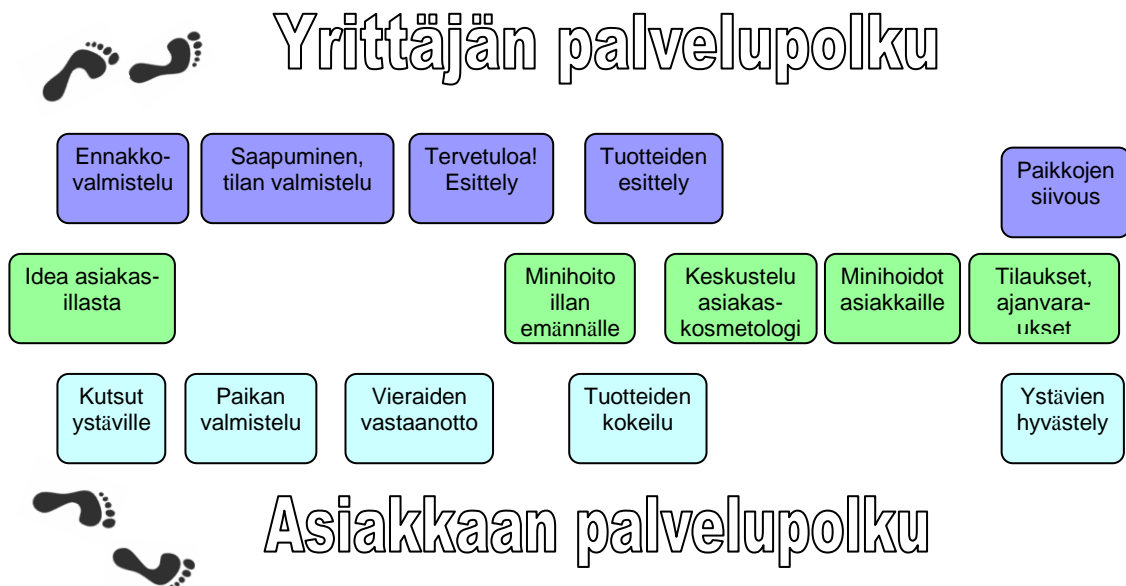 Yrittäjän palvelupolku
Ennakko-
valmistelu
Saapuminen,
tilan valmistelu
Tervetuloa!
Esittely
Tuotteiden
esittely
Paikkojen
siivous
Idea asiakas-
illasta
Minihoito
illan
emännälle
Keskustelu
asiakas-
kosmetologi
Minihoidot
asiakkaille
Tilaukset,
ajanvara-
ukset
Kutsut
ystäville
Paikan
valmistelu
Vieraiden
vastaanotto
Tuotteiden
kokeilu
Ystävien
hyvästely
Asiakkaan palvelupolku